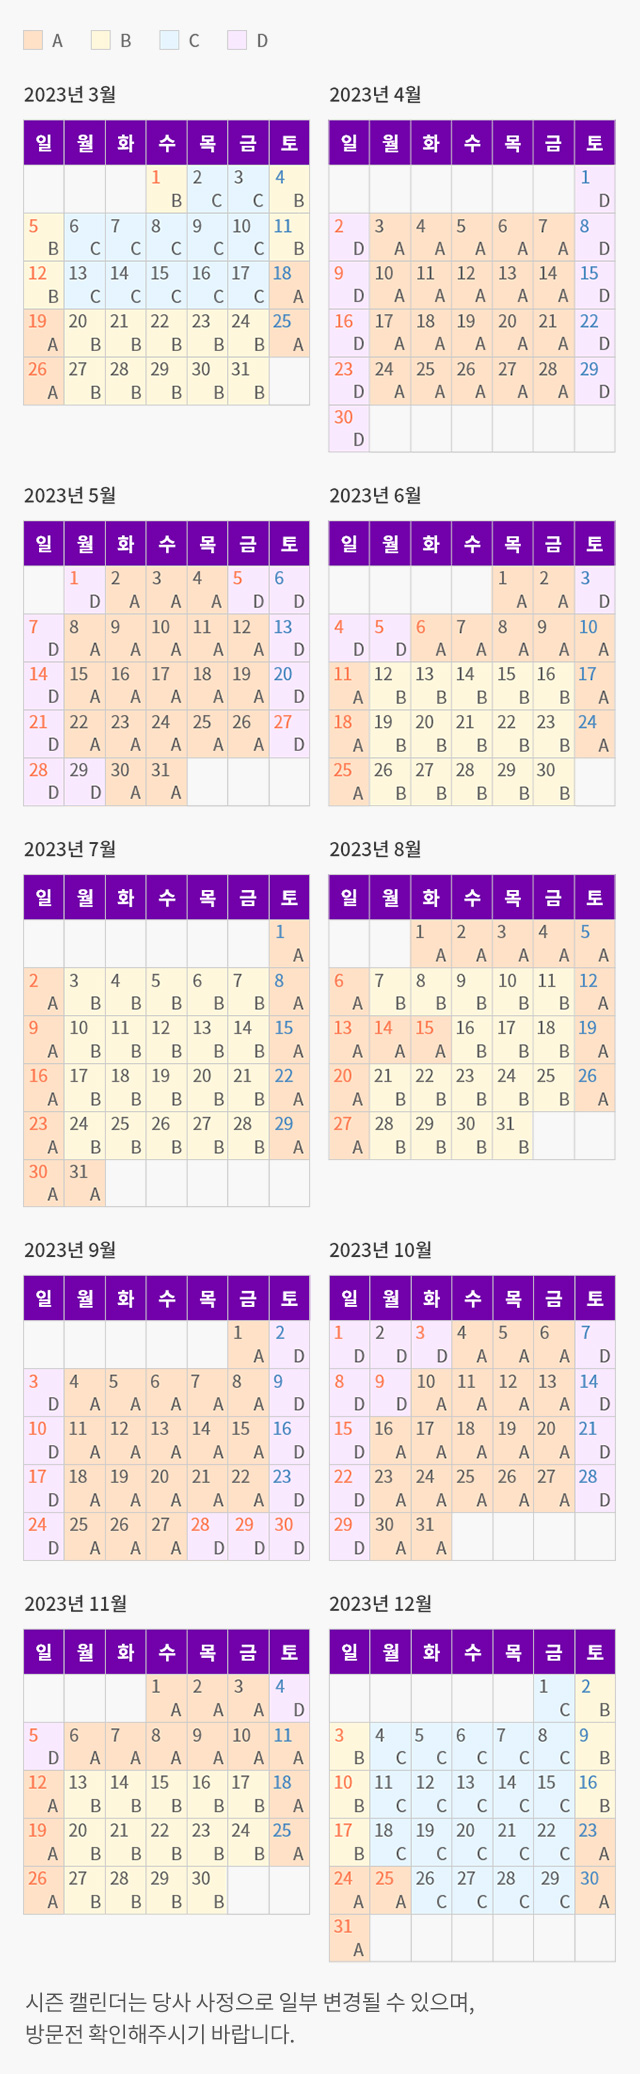 A B C D
2023년 3월
일 월 화 수 목 금 토
1 B 2 C 3 C 4 B
5 B 6 C 7 C 8 C 9 C 10 C 11 B
12 B 13 C 14 C 15 C 16 C 17 C 18 A
19 A 20 B 21 B 22 B 23 B 24 B 25 A
26 A 27 B 28 B 29 B 30 B 31 B
2023년 4월
일 월 화 수 목 금 토
1 D
2 D 3 A 4 A 5 A 6 A 7 A 8 D
9 D 10 A 11 A 12 A 13 A 14 A 15 D
16 D 17 A 18 A 19 A 20 A 21 A 22 D
23 D 24 A 25 A 26 A 27 A 28 A 29 D
30 D
2023년 5월
일 월 화 수 목 금 토
1 D 2 A 3 A 4 A 5 D 6 D
7 D 8 A 9 A 10 A 11 A 12 A 13 D
14 D 15 A 16 A 17 A 18 A 19 A 20 D
21 D 22 A 23 A 24 A 25 A 26 A 27 D
28 D 29 D 30 A 31 A
2023년 6월
일 월 화 수 목 금 토
1 A 2 A 3 D
4 D 5 D 6 A 7 A 8 A 9 A 10 A
11 A 12 B 13 B 14 B 15 B 16 B 17 A
18 A 19 B 20 B 21 B 22 B 23 B 24 A
25 A 26 B 27 B 28 B 29 B 30 B
2023년 7월
일 월 화 수 목 금 토
1 A
2 A 3 B 4 B 5 B 6 B 7 B 8 A
9 A 10 B 11 B 12 B 13 B 14 B 15 A
16 A 17 B 18 B 19 B 20 B 21 B 22 A
23 A 24 B 25 B 26 B 27 B 28 B 29 A
30 A 31 A
2023년 8월
일 월 화 수 목 금 토
1 A 2 A 3 A 4 A 5 A
6 A 7 B 8 B 9 B 10 B 11 B 12 A
13 A 14 A 15 A 16 B 17 B 18 B 19 A
20 A 21 B 22 B 23 B 24 B 25 B 26 A
27 A 28 B 29 B 30 B 31 B
2023년 9월
일 월 화 수 목 금 토
1 A 2 D
3 D 4 A 5 A 6 A 7 A 8 A 9 D
10 D 11 A 12 A 13 A 14 A 15 A 16 D
17 D 18 A 19 A 20 A 21 A 22 A 23 D
24 D 25 A 26 A 27 A 28 D 29 D 30 D
2023년 10월
일 월 화 수 목 금 토
1 D 2 D 3 D 4 A 5 A 6 A 7 D
8 D 9 D 10 A 11 A 12 A 13 A 14 D
15 D 16 A 17 A 18 A 19 A 20 A 21 D
22 D 23 A 24 A 25 A 26 A 27 A 28 D
29 D 30 A 31 A
2023년 11월
일 월 화 수 목 금 토
1 A 2 A 3 A 4 D
5 D 6 A 7 A 8 A 9 A 10 A 11 A
12 A 13 B 14 B 15 B 16 B 17 B 18 A
19 A 20 B 21 B 22 B 23 B 24 B 25 A
26 A 27 B 28 B 29 B 30 B
2023년 12월
일 월 화 수 목 금 토
1 C 2 B
3 B 4 C 5 C 6 C 7 C 8 C 9 B
10 B 11 C 12 C 13 C 14 C 15 C 16 B
17 B 18 C 19 C 20 C 21 C 22 C 23 A
24 A 25 A 26 C 27 C 28 C 29 C 30 A
31 A
시즌 캘린더는 당사 사정으로 일부 변경될 수 있으며,
방문전 확인해주시기 바랍니다.